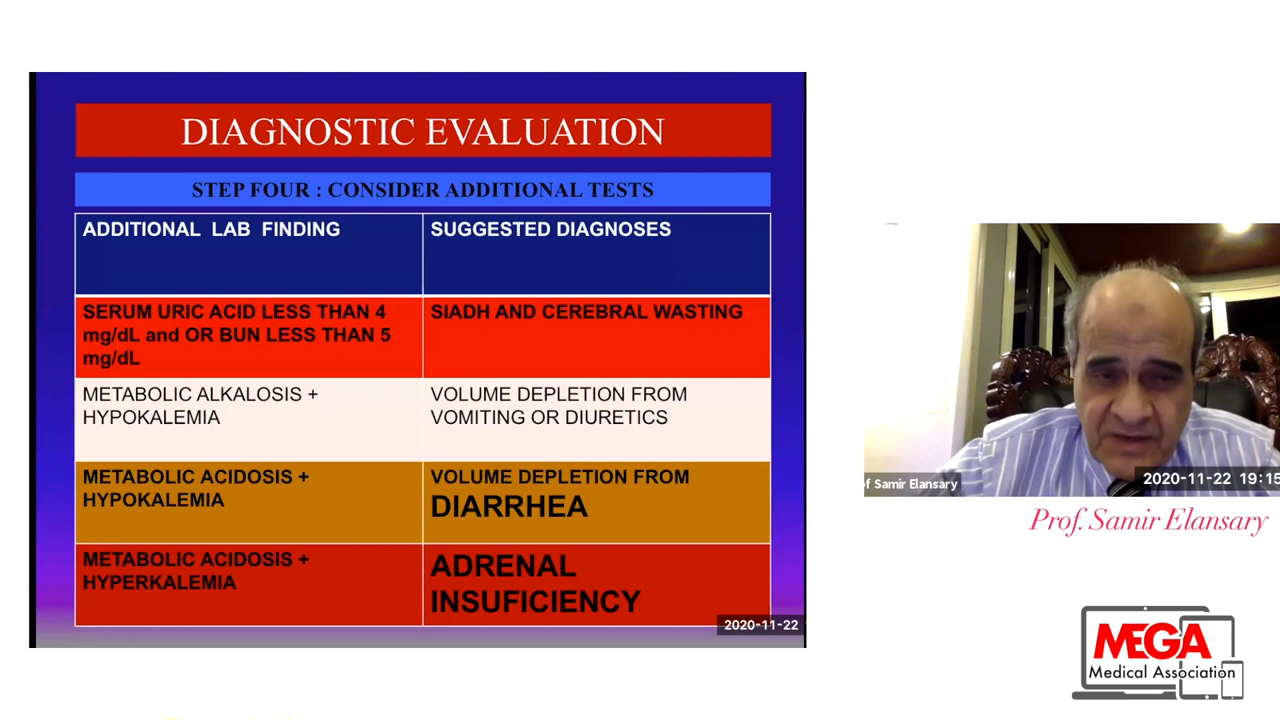 DIAGNOSTIC EVALUATION
STEP FOUR : CONSIDER ADDITIONAL TESTS
ADDITIONAL LAB FINDING
SUGGESTED DIAGNOSES
SERUM URIC ACID LESS THAN 4
mg/dL and OR BUN LESS THAN 5
mg/dL
SIADH AND CEREBRAL WASTING
METABOLIC ALKALOSIS +
HYPOKALEMIA
VOLUME DEPLETION FROM
VOMITING OR DIURETICS
METABOLIC ACIDOSIS +
HYPOKALEMIA
VOLUME DEPLETION FROM
DIARRHEA
METABOLIC ACIDOSIS +
HYPERKALEMIA
ADRENAL
INSUFICIENCY
2020-11-22
2020-11-22 19:15
of Samir Elansary
Prof. Samir Elansary
MEGA
Medical Association